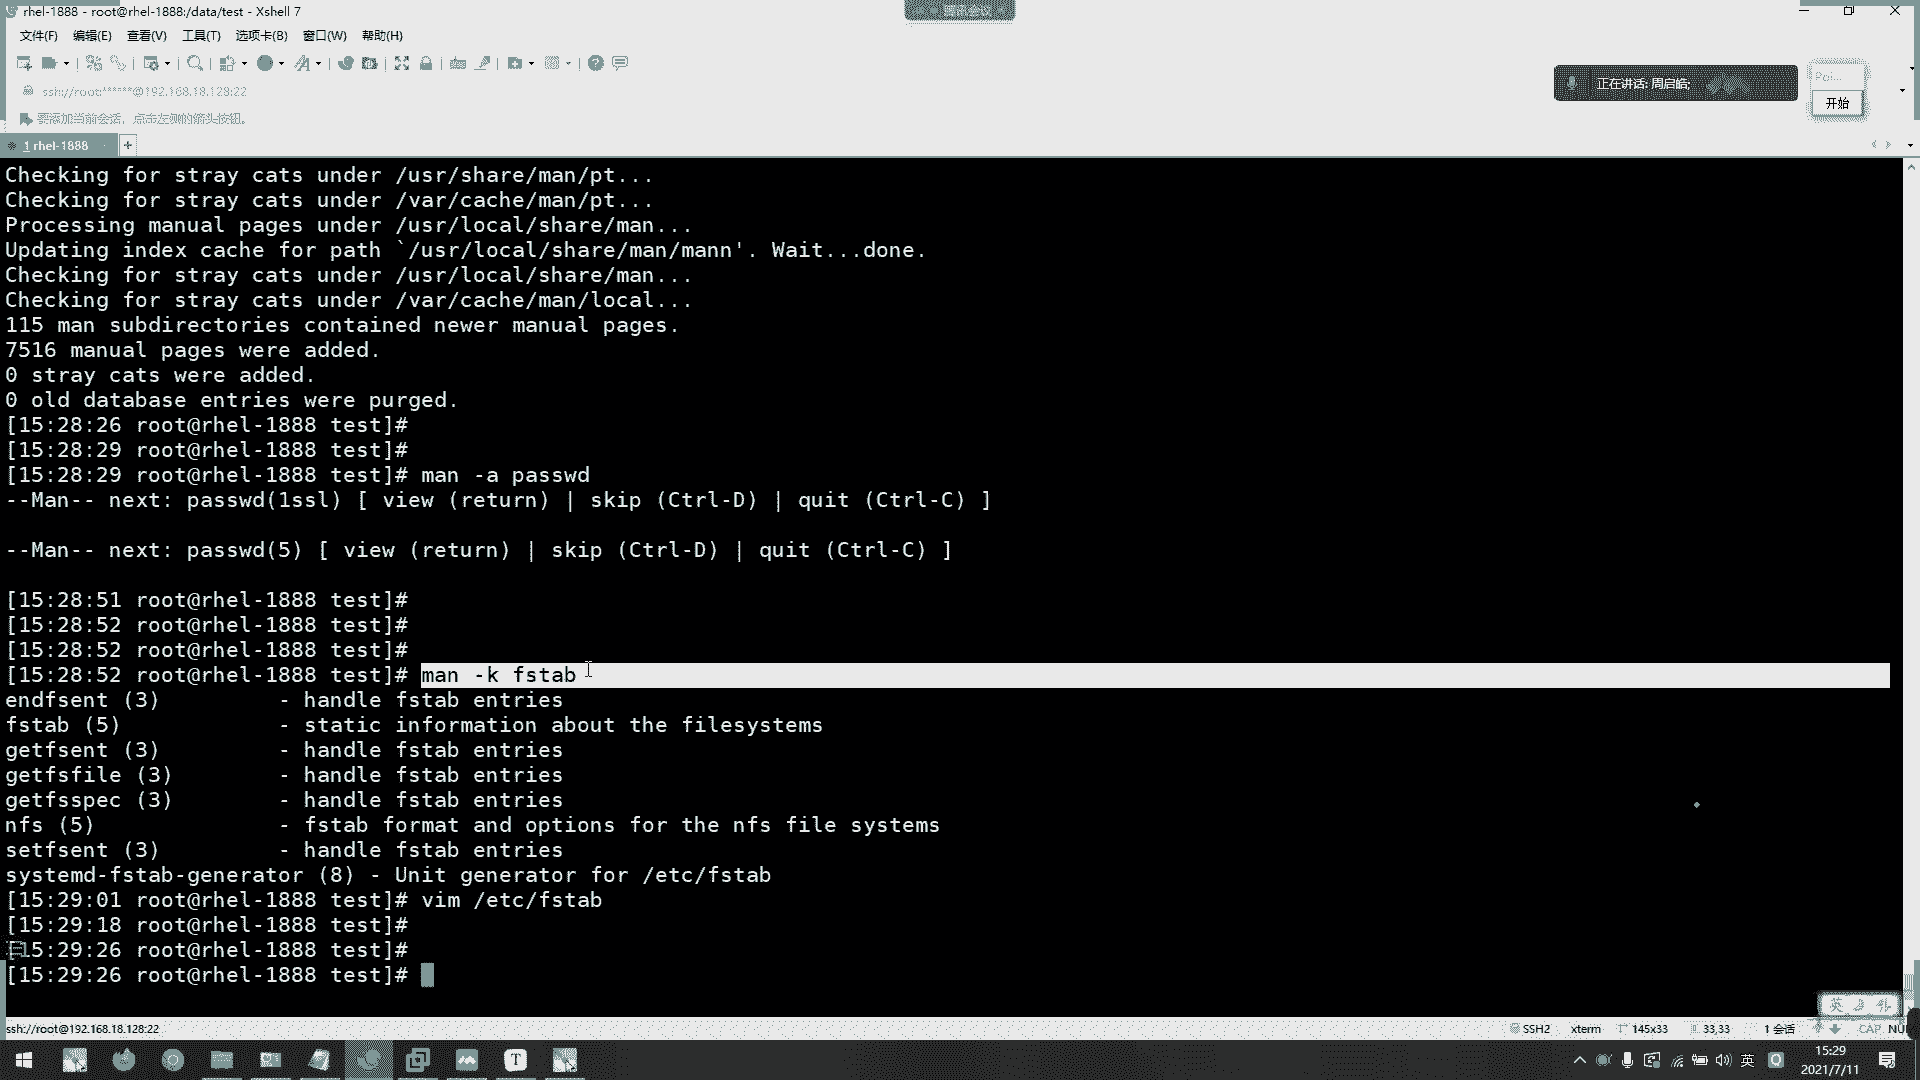 rhel-1888 - root@rhel-1888:/data/test - Xshell 7
文件(F) 编辑(E) 查看(V) 工具(T) 选项卡(B) 窗口(W) 帮助(H)
ssh://root:******@192.168.18.128:22
正在讲话: 周启皓;
开始
要添加当前会话，点击左侧的箭头按钮。
1 rhel-1888
Checking for stray cats under /usr/share/man/pt...
Checking for stray cats under /var/cache/man/pt...
Processing manual pages under /usr/local/share/man...
Updating index cache for path `/usr/local/share/man/mann'. Wait...done.
Checking for stray cats under /usr/local/share/man...
Checking for stray cats under /var/cache/man/local...
115 man subdirectories contained newer manual pages.
7516 manual pages were added.
0 stray cats were added.
0 old database entries were purged.
[15:28:26 root@rhel-1888 test]#
[15:28:29 root@rhel-1888 test]#
[15:28:29 root@rhel-1888 test]# man -a passwd
--Man-- next: passwd(1ssl) [ view (return) | skip (Ctrl-D) | quit (Ctrl-C) ]
--Man-- next: passwd(5) [ view (return) | skip (Ctrl-D) | quit (Ctrl-C) ]
[15:28:51 root@rhel-1888 test]#
[15:28:52 root@rhel-1888 test]#
[15:28:52 root@rhel-1888 test]#
[15:28:52 root@rhel-1888 test]# man -k fstab
endfsent (3) - handle fstab entries
fstab (5) - static information about the filesystems
getfsent (3) - handle fstab entries
getfsfile (3) - handle fstab entries
getfsspec (3) - handle fstab entries
nfs (5) - fstab format and options for the nfs file systems
setfsent (3) - handle fstab entries
systemd-fstab-generator (8) - Unit generator for /etc/fstab
[15:29:01 root@rhel-1888 test]# vim /etc/fstab
[15:29:18 root@rhel-1888 test]#
[15:29:26 root@rhel-1888 test]#
[15:29:26 root@rhel-1888 test]#
ssh://root@192.168.18.128:22 SSH2 xterm 145x33 33,33 1 会话 CAP NUM
英 15:29
2021/7/11